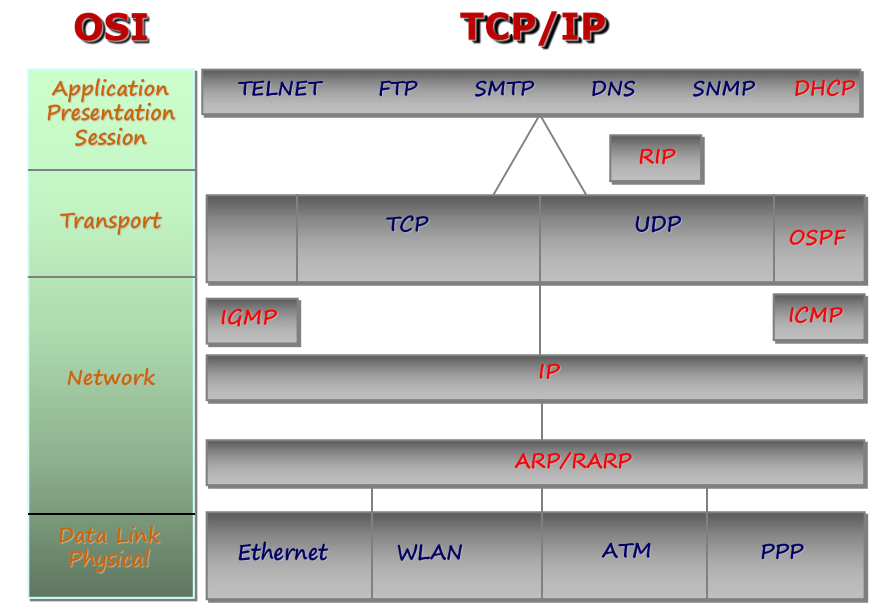 OSI
TCP/IP
Application
Presentation
Session
TELNET FTP SMTP DNS SNMP DHCP
RIP
Transport
TCP
UDP
OSPF
IGMP
ICMP
Network
IP
ARP/RARP
Data Link
Physical
Ethernet
WLAN
ATM
PPP